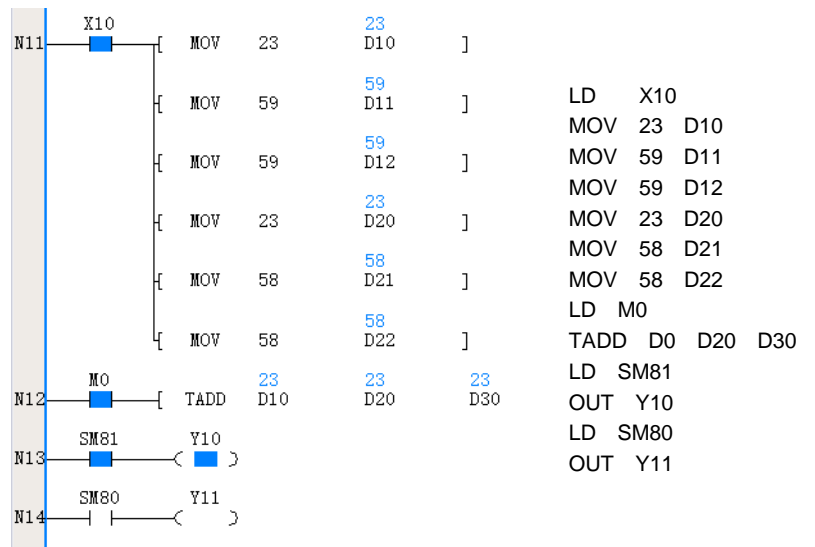 X10 23
N11 [ MOV 23 D10 ]
59
[ MOV 59 D11 ]
59
[ MOV 59 D12 ]
23
[ MOV 23 D20 ]
58
[ MOV 58 D21 ]
58
[ MOV 58 D22 ]
M0 23 23 23
N12 [ TADD D10 D20 D30
SM81 Y10
N13 ( )
SM80 Y11
N14 ( )
LD X10
MOV 23 D10
MOV 59 D11
MOV 59 D12
MOV 23 D20
MOV 58 D21
MOV 58 D22
LD M0
TADD D0 D20 D30
LD SM81
OUT Y10
LD SM80
OUT Y11